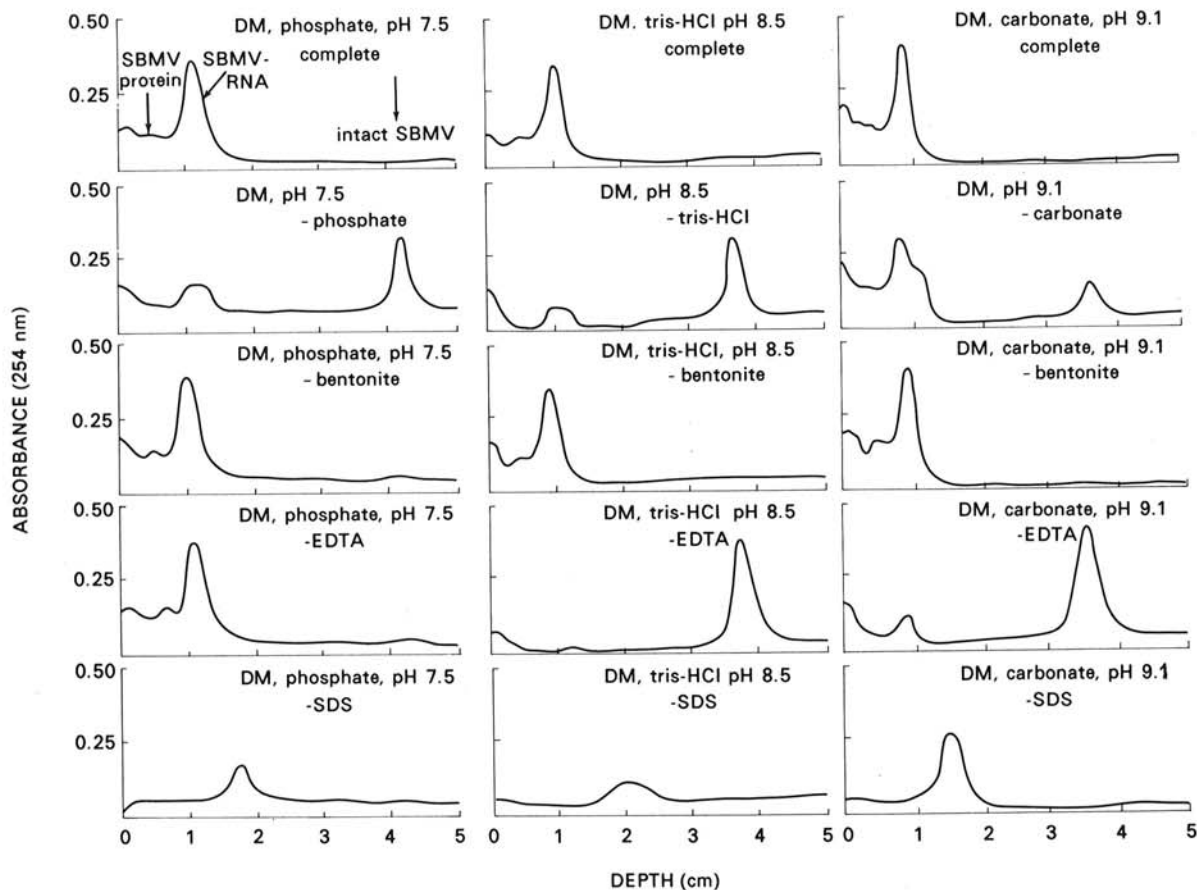 0.50
0.25
DM, phosphate, pH 7.5
complete
SBMV
protein
SBMV-
RNA
intact SBMV
DM. tris-HCl pH 8.5
complete
DM, carbonate, pH 9.1
complete
0.50
0.25
DM, pH 7.5
- phosphate
DM, pH 8.5
- tris-HCl
DM, pH 9.1
- carbonate
0.50
0.25
DM, phosphate, pH 7.5
- bentonite
DM, tris-HCl, pH 8.5
- bentonite
DM, carbonate, pH 9.1
- bentonite
0.50
0.25
DM, phosphate, pH 7.5
-EDTA
DM, tris-HCl pH 8.5
-EDTA
DM, carbonate, pH 9.1
-EDTA
0.50
0.25
DM, phosphate, pH 7.5
-SDS
DM, tris-HCl pH 8.5
-SDS
DM, carbonate, pH 9.1
-SDS
0 1 2 3 4 5
0 1 2 3 4 5
0 1 2 3 4 5
ABSORBANCE (254 nm)
DEPTH (cm)